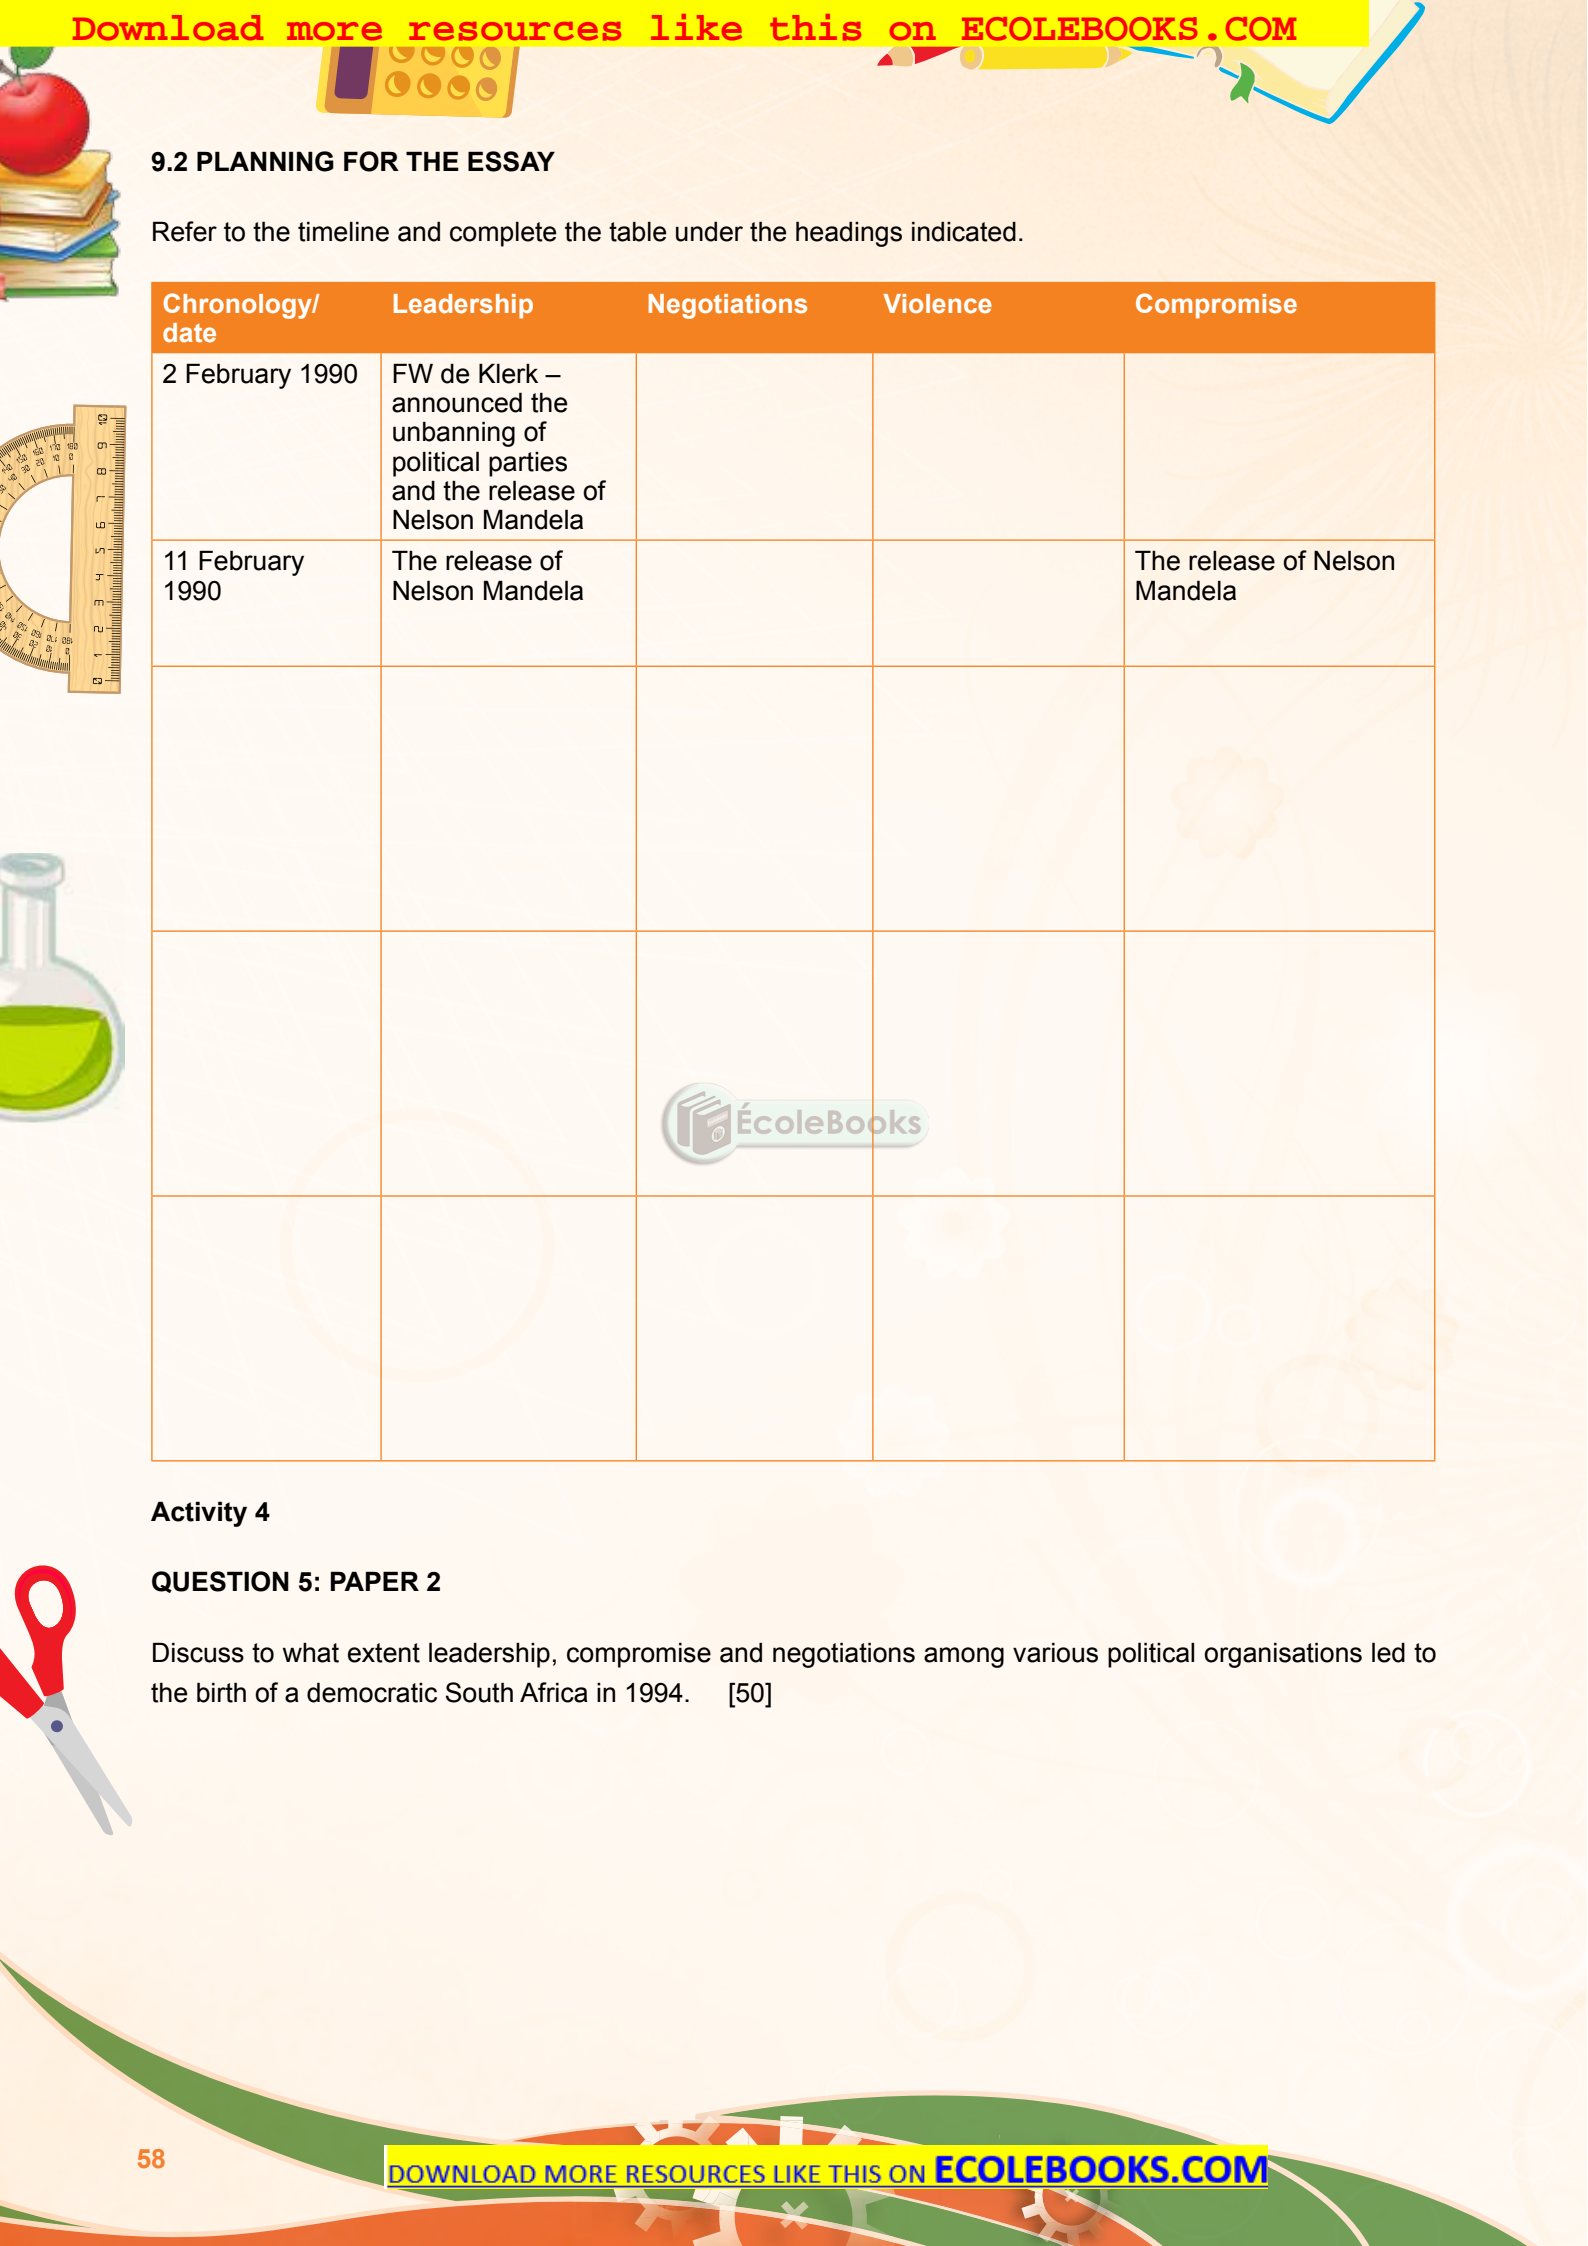 Download more resources like this on ECOLEBOOKS.COM
9.2 PLANNING FOR THE ESSAY
Refer to the timeline and complete the table under the headings indicated.
Chronology/
date
Leadership
Negotiations
Violence
Compromise
2 February 1990
FW de Klerk –
announced the
unbanning of
political parties
and the release of
Nelson Mandela
11 February
1990
The release of
Nelson Mandela
The release of Nelson
Mandela
ÉcoleBooks
Activity 4
QUESTION 5: PAPER 2
Discuss to what extent leadership, compromise and negotiations among various political organisations led to
the birth of a democratic South Africa in 1994. [50]
58
DOWNLOAD MORE RESOURCES LIKE THIS ON ECOLEBOOKS.COM